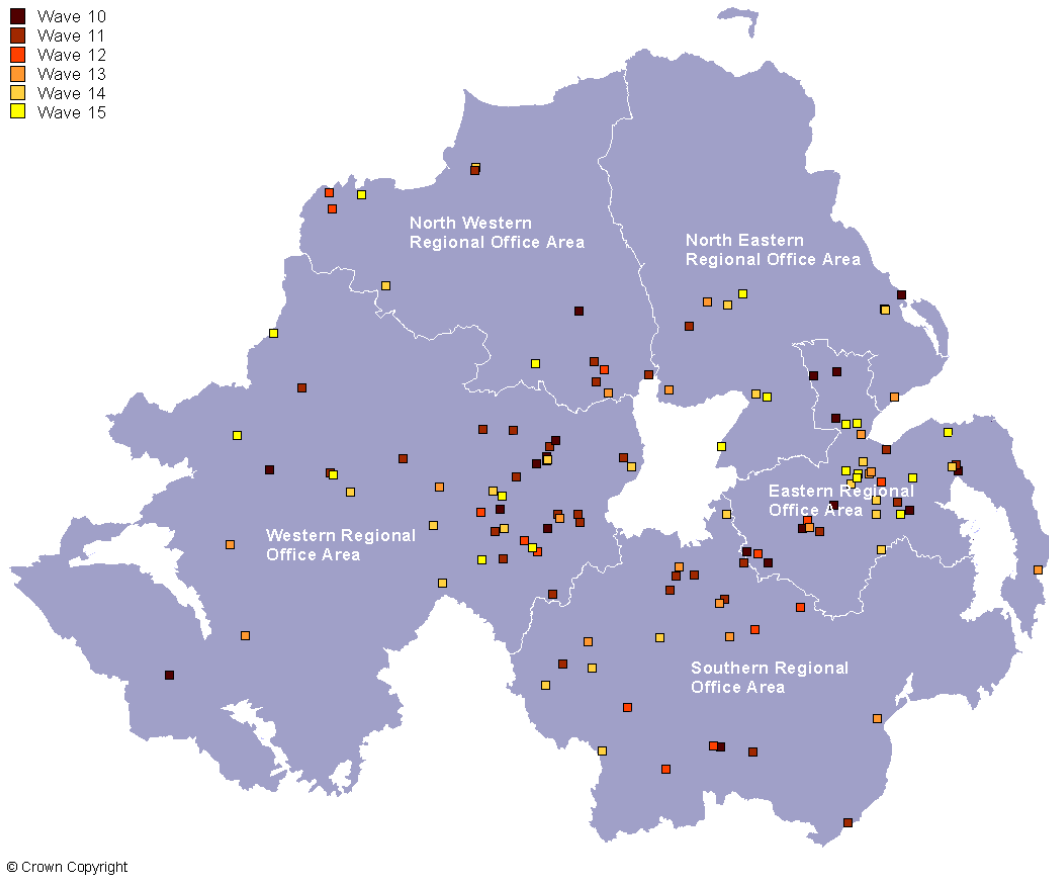 Wave 10
Wave 11
Wave 12
Wave 13
Wave 14
Wave 15
North Western
Regional Office Area
North Eastern
Regional Office Area
Eastern Regional
Office Area
Western Regional
Office Area
Southern Regional
Office Area
© Crown Copyright